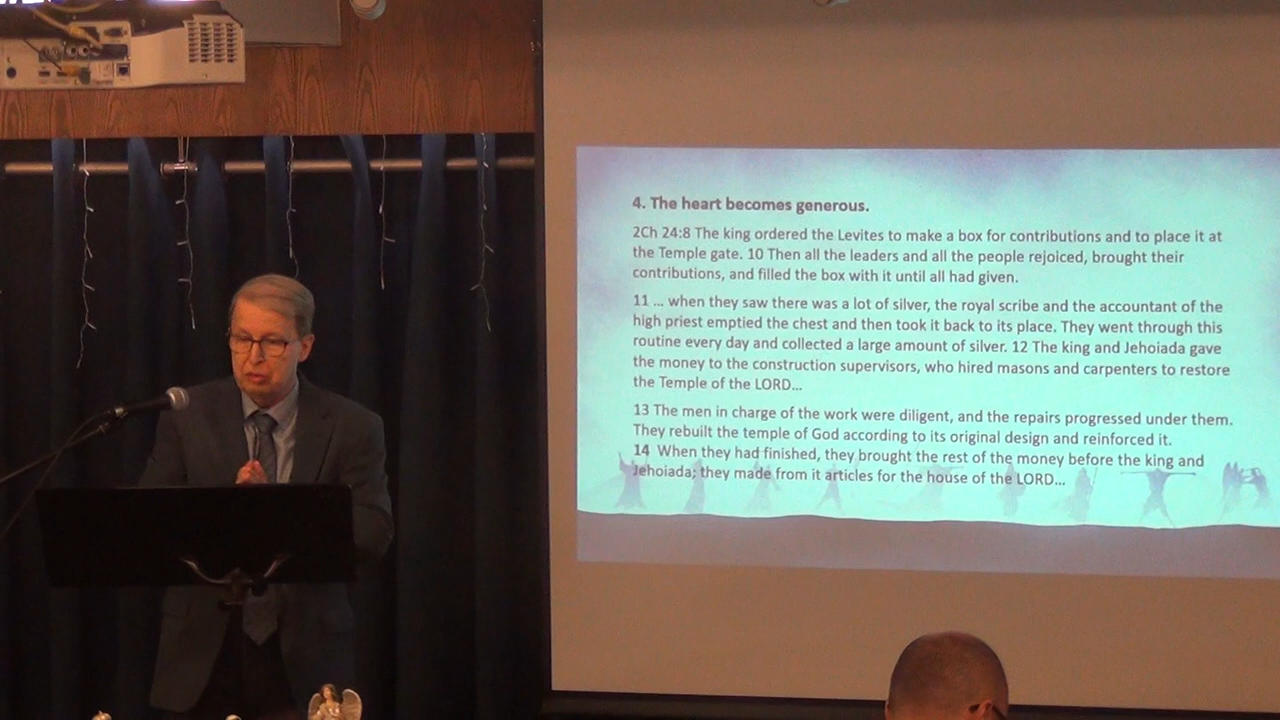 4. The heart becomes generous.
2Ch 24:8 The king ordered the Levites to make a box for contributions and to place it at
the Temple gate. 10 Then all the leaders and all the people rejoiced, brought their
contributions, and filled the box with it until all had given.
11 ... when they saw there was a lot of silver, the royal scribe and the accountant of the
high priest emptied the chest and then took it back to its place. They went through this
routine every day and collected a large amount of silver. 12 The king and Jehoiada gave
the money to the construction supervisors, who hired masons and carpenters to restore
the Temple of the LORD...
13 The men in charge of the work were diligent, and the repairs progressed under them.
They rebuilt the temple of God according to its original design and reinforced it.
14 When they had finished, they brought the rest of the money before the king and
Jehoiada; they made from it articles for the house of the LORD...